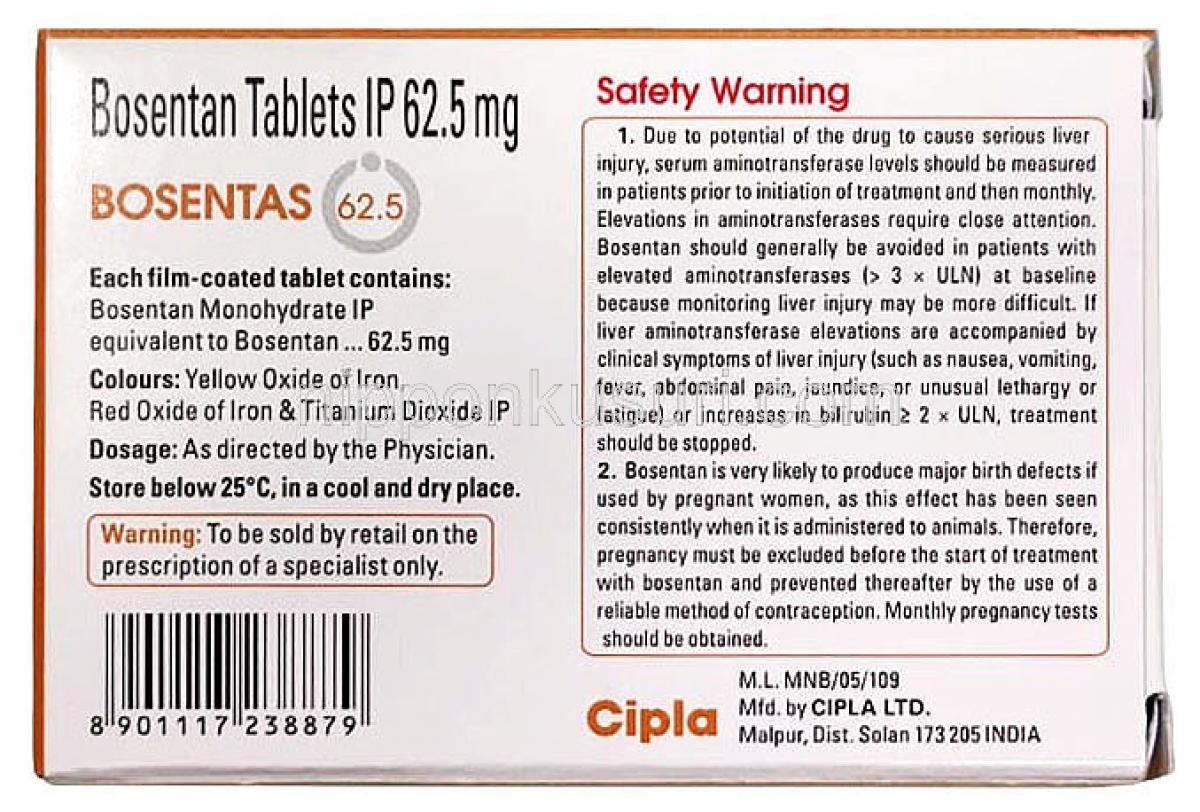 Bosentan Tablets IP 62.5 mg
BOSENTAS 62.5
Each film-coated tablet contains:
Bosentan Monohydrate IP
equivalent to Bosentan ... 62.5 mg
Colours: Yellow Oxide of Iron,
Red Oxide of Iron & Titanium Dioxide IP
Dosage: As directed by the Physician.
Store below 25°C, in a cool and dry place.
Warning: To be sold by retail on the
prescription of a specialist only.
8 901117 238879
Safety Warning
1. Due to potential of the drug to cause serious liver
injury, serum aminotransferase levels should be measured
in patients prior to initiation of treatment and then monthly.
Elevations in aminotransferases require close attention.
Bosentan should generally be avoided in patients with
elevated aminotransferases (> 3 × ULN) at baseline
because monitoring liver injury may be more difficult. If
liver aminotransferase elevations are accompanied by
clinical symptoms of liver injury (such as nausea, vomiting,
fever, abdominal pain, jaundice, or unusual lethargy or
fatigue) or increases in bilirubin ≥ 2 × ULN, treatment
should be stopped.
2. Bosentan is very likely to produce major birth defects if
used by pregnant women, as this effect has been seen
consistently when it is administered to animals. Therefore,
pregnancy must be excluded before the start of treatment
with bosentan and prevented thereafter by the use of a
reliable method of contraception. Monthly pregnancy tests
should be obtained.
Cipla
M.L. MNB/05/109
Mfd. by CIPLA LTD.
Malpur, Dist. Solan 173 205 INDIA
nipponkusuri.com